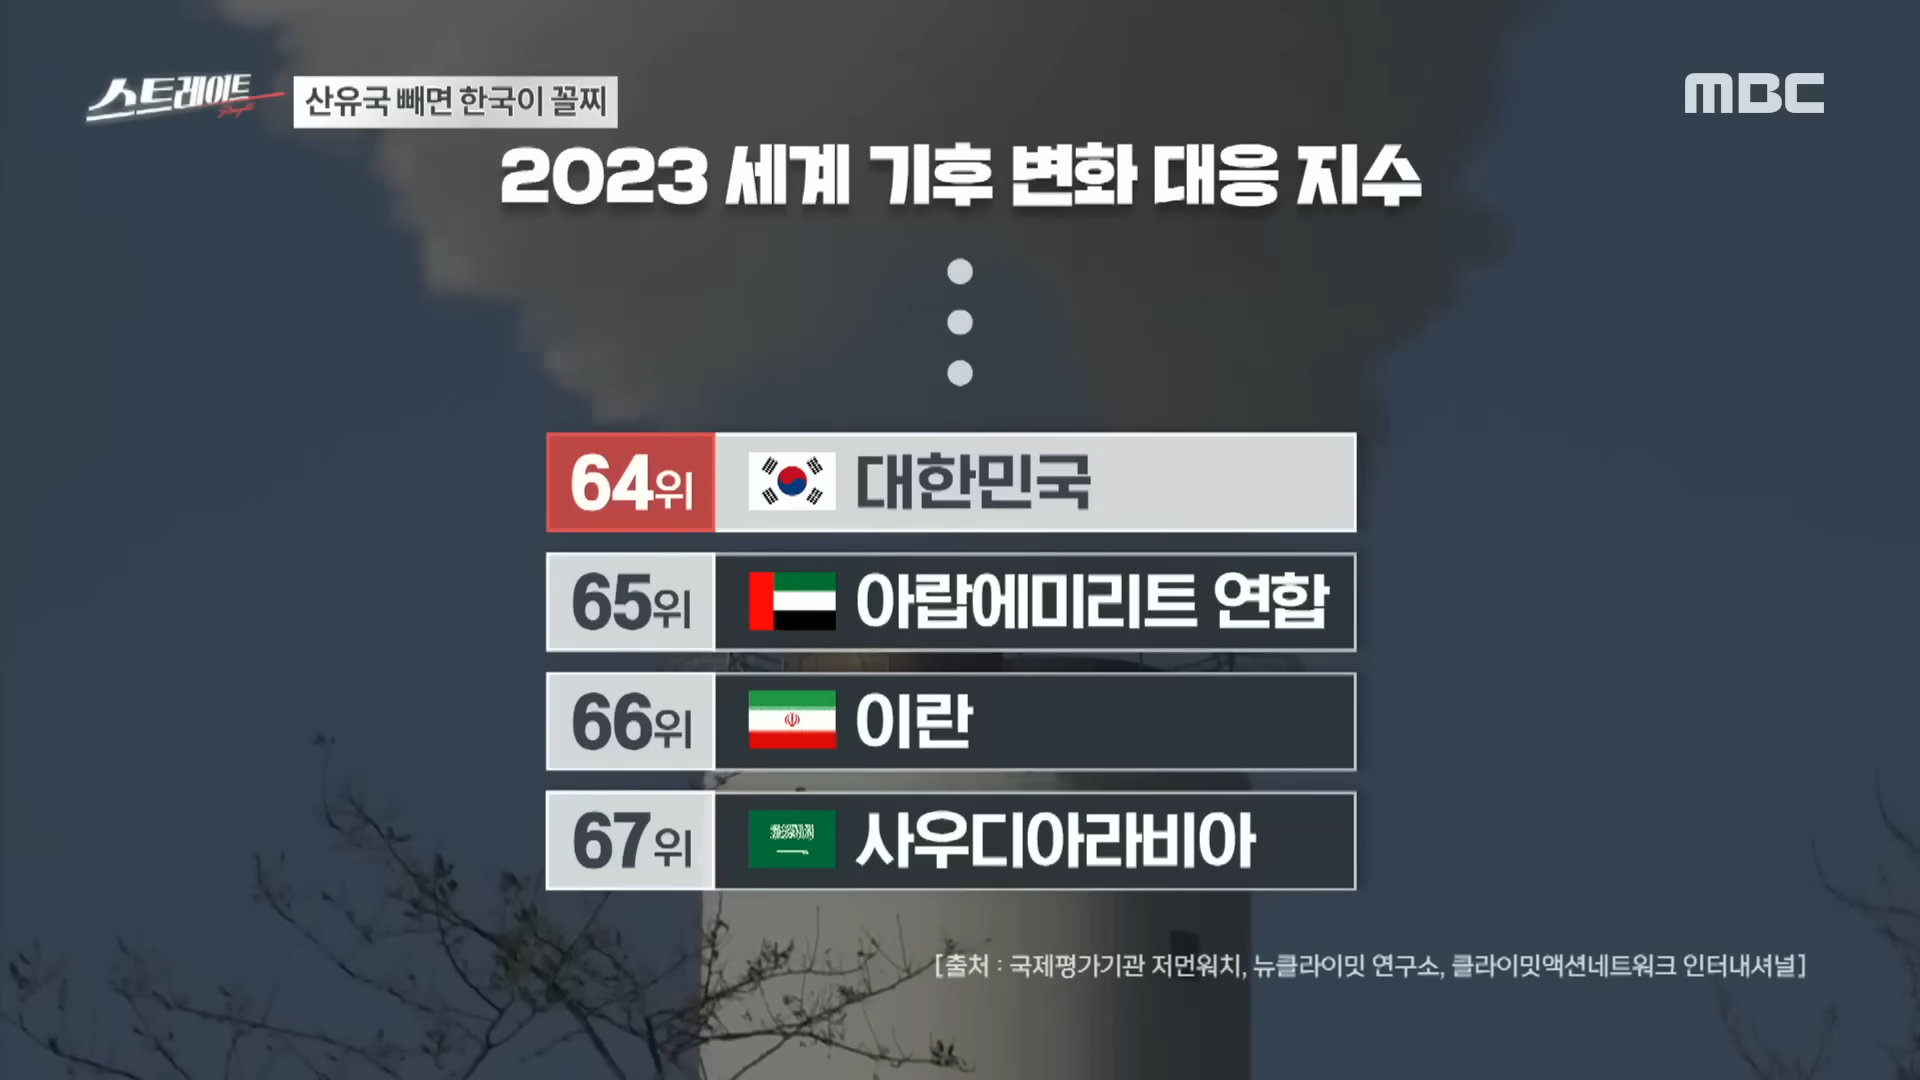 스트레이트
산유국 빼면 한국이 꼴찌
MBC
2023 세계 기후 변화 대응 지수
64위 대한민국
65위 아랍에미리트 연합
66위 이란
67위 사우디아라비아
[출처 : 국제평가기관 저먼워치, 뉴클라이밋 연구소, 클라이밋액션네트워크 인터내셔널]